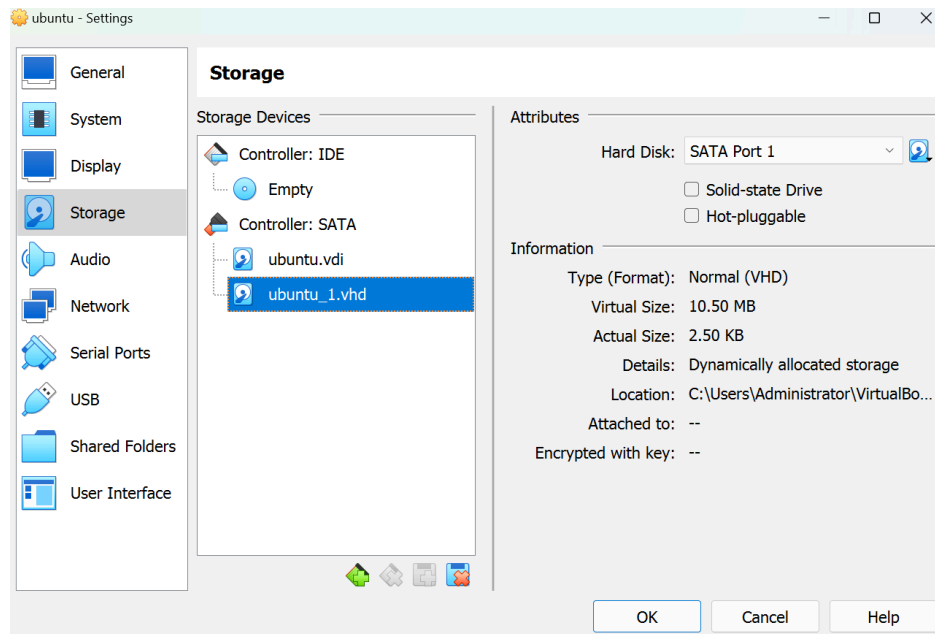 ubuntu - Settings
General
System
Display
Storage
Audio
Network
Serial Ports
USB
Shared Folders
User Interface
Storage
Storage Devices
Controller: IDE
Empty
Controller: SATA
ubuntu.vdi
ubuntu_1.vhd
Attributes
Hard Disk: SATA Port 1
Solid-state Drive
Hot-pluggable
Information
Type (Format): Normal (VHD)
Virtual Size: 10.50 MB
Actual Size: 2.50 KB
Details: Dynamically allocated storage
Location: C:\Users\Administrator\VirtualBo...
Attached to: --
Encrypted with key: --
OK
Cancel
Help